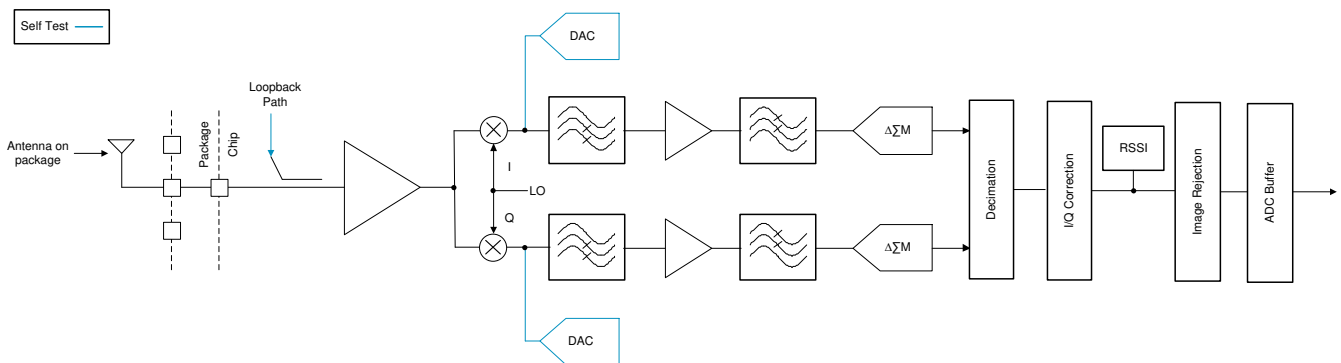 Self Test
DAC
Loopback
Path
Antenna on
package
Package
Chip
I
LO
Q
ΔΣM
ΔΣM
Decimation
I/Q Correction
RSSI
Image Rejection
ADC Buffer
DAC